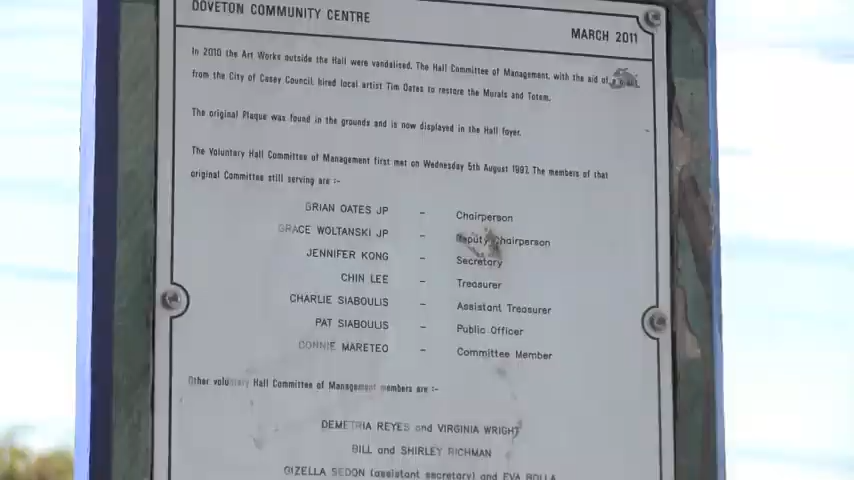 DOVETON COMMUNITY CENTRE
MARCH 2011
In 2010 the Art Works outside the Hall were vandalised. The Hall Committee of Management, with the aid of
from the City of Casey Council, hired local artist Tim Oates to restore the Murals and Totem.
The original Plaque was found in the grounds and is now displayed in the Hall foyer.
The Voluntary Hall Committee of Management first met on Wednesday 5th August 1992. The members of that
original Committee still serving are :-
BRIAN OATES JP - Chairperson
GRACE WOLTANSKI JP - Deputy Chairperson
JENNIFER KONG - Secretary
CHIN LEE - Treasurer
CHARLIE SIABOULIS - Assistant Treasurer
PAT SIABOULIS - Public Officer
CONNIE MARETEO - Committee Member
Other voluntary Hall Committee of Management members are :-
DEMETRIA REYES and VIRGINIA WRIGHT
BILL and SHIRLEY RICHMAN
GIZELLA SEDON (assistant secretary) and EVA